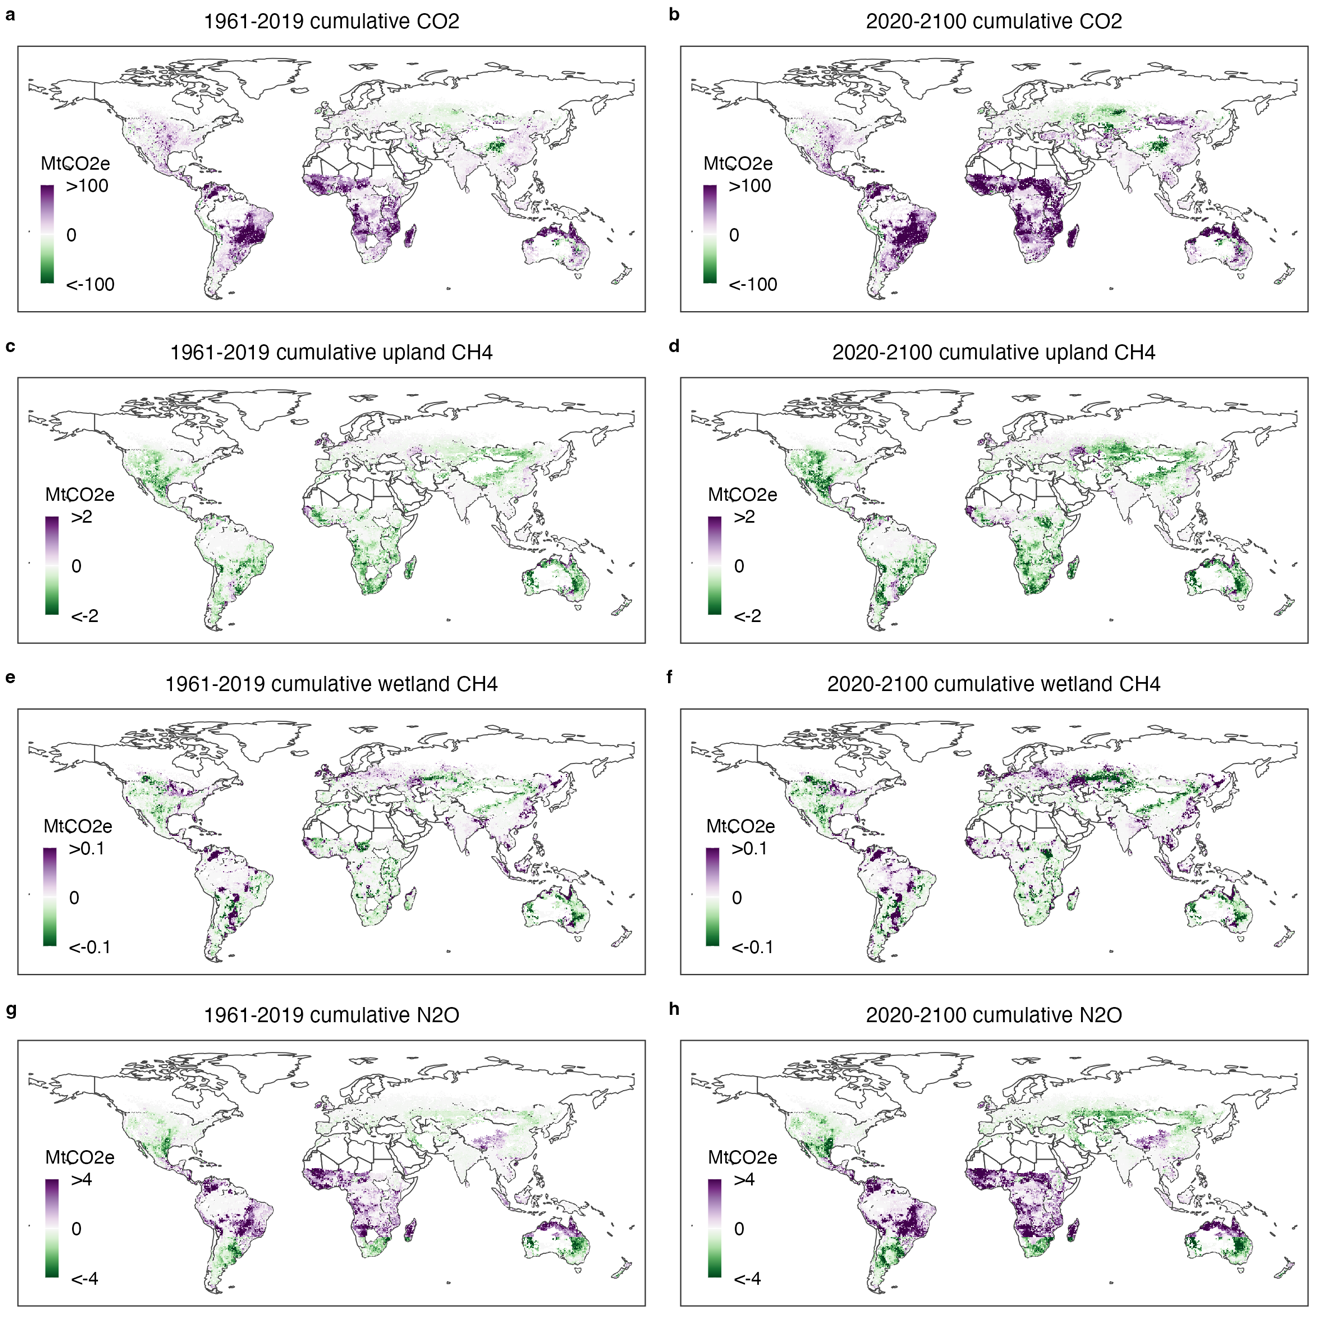 a
1961-2019 cumulative CO2
MtCO2e
>100
0
<-100
b
2020-2100 cumulative CO2
MtCO2e
>100
0
<-100
c
1961-2019 cumulative upland CH4
MtCO2e
>2
0
<-2
d
2020-2100 cumulative upland CH4
MtCO2e
>2
0
<-2
e
1961-2019 cumulative wetland CH4
MtCO2e
>0.1
0
<-0.1
f
2020-2100 cumulative wetland CH4
MtCO2e
>0.1
0
<-0.1
g
1961-2019 cumulative N2O
MtCO2e
>4
0
<-4
h
2020-2100 cumulative N2O
MtCO2e
>4
0
<-4